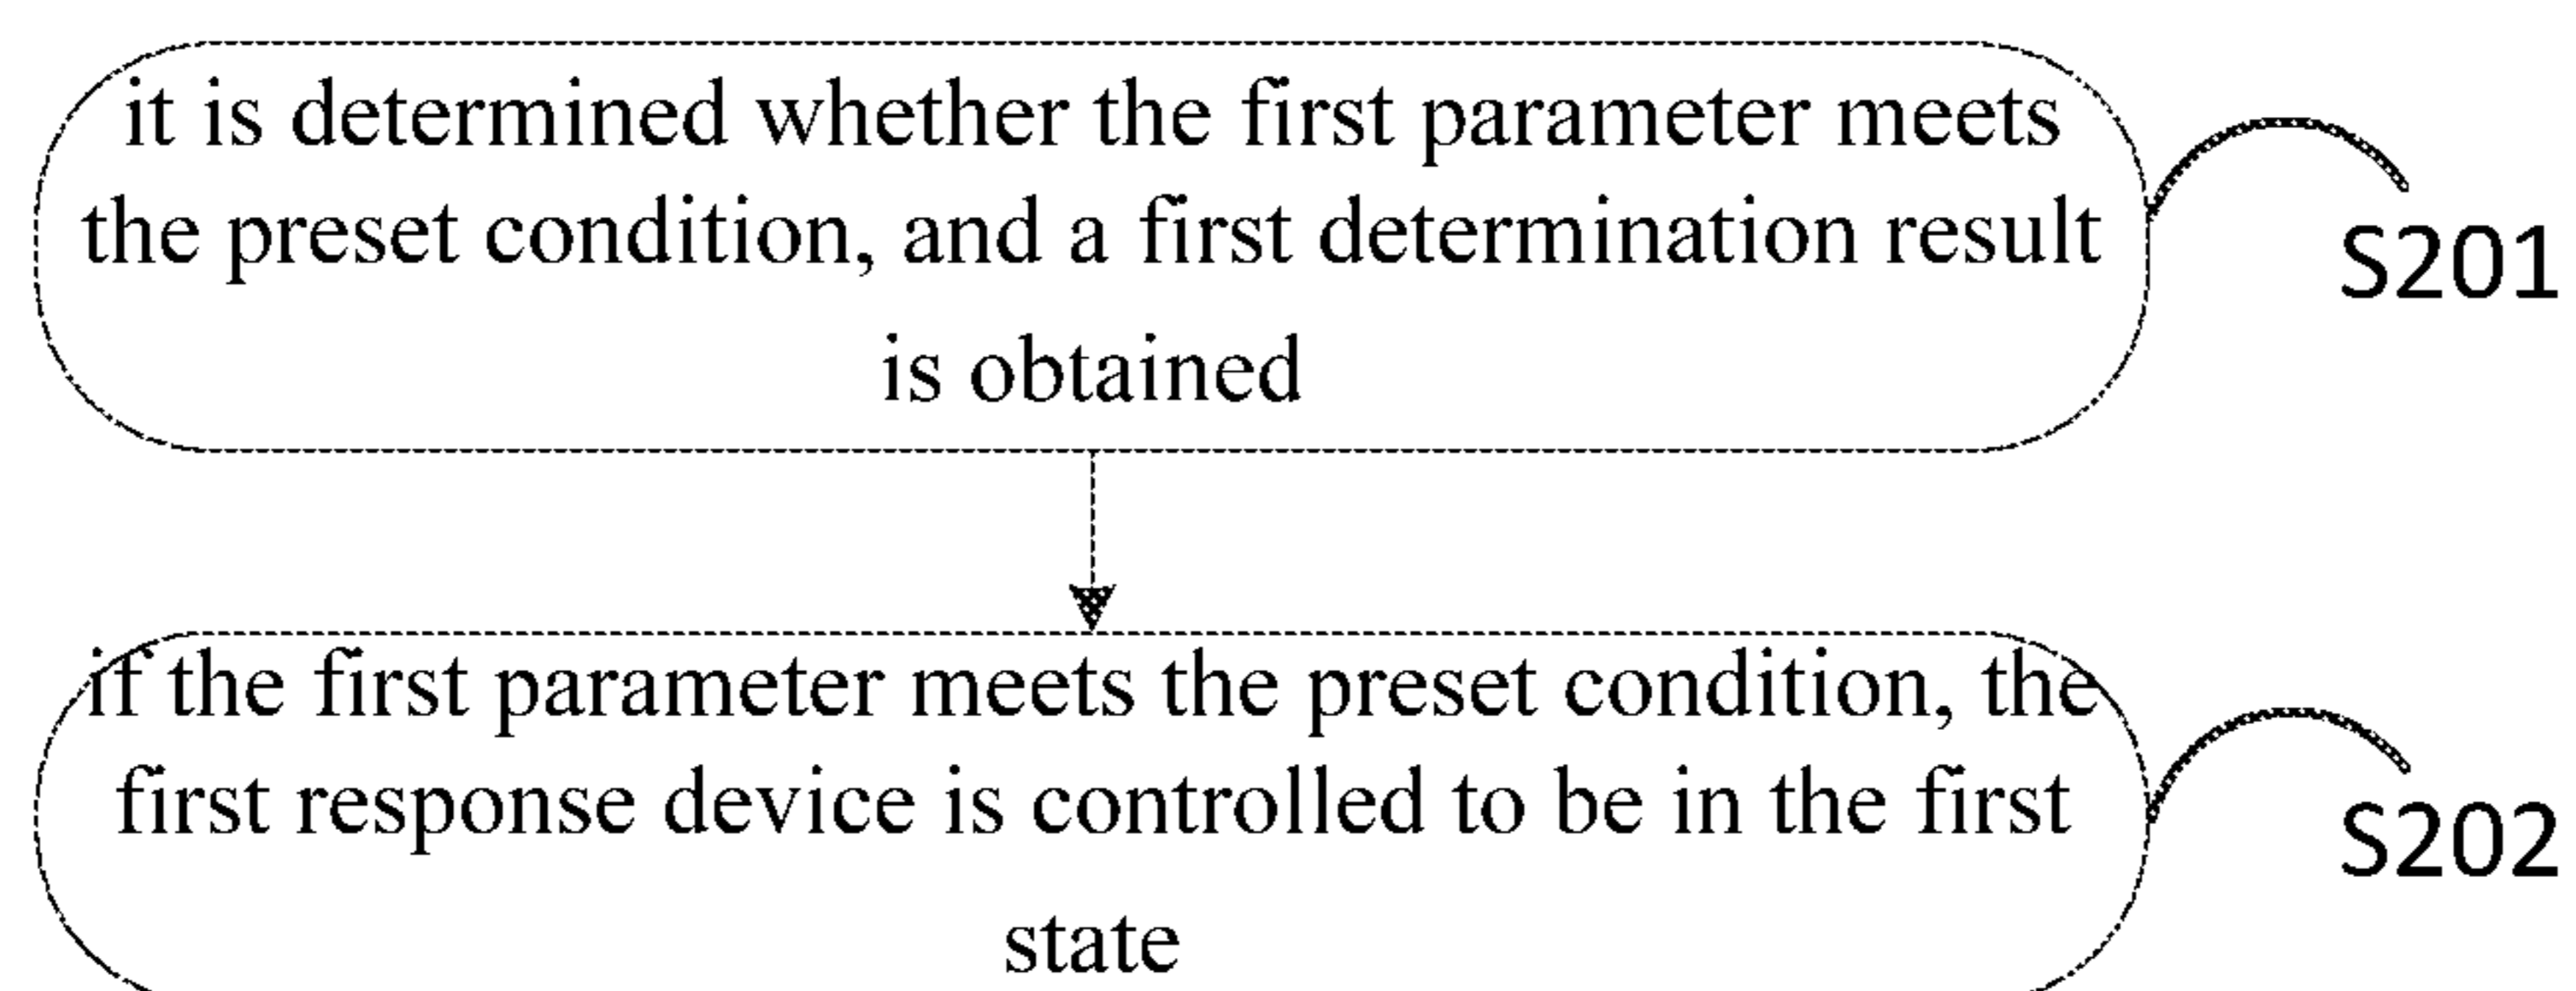 it is determined whether the first parameter meets
the preset condition, and a first determination result
is obtained
S201
if the first parameter meets the preset condition, the
first response device is controlled to be in the first
state
S202